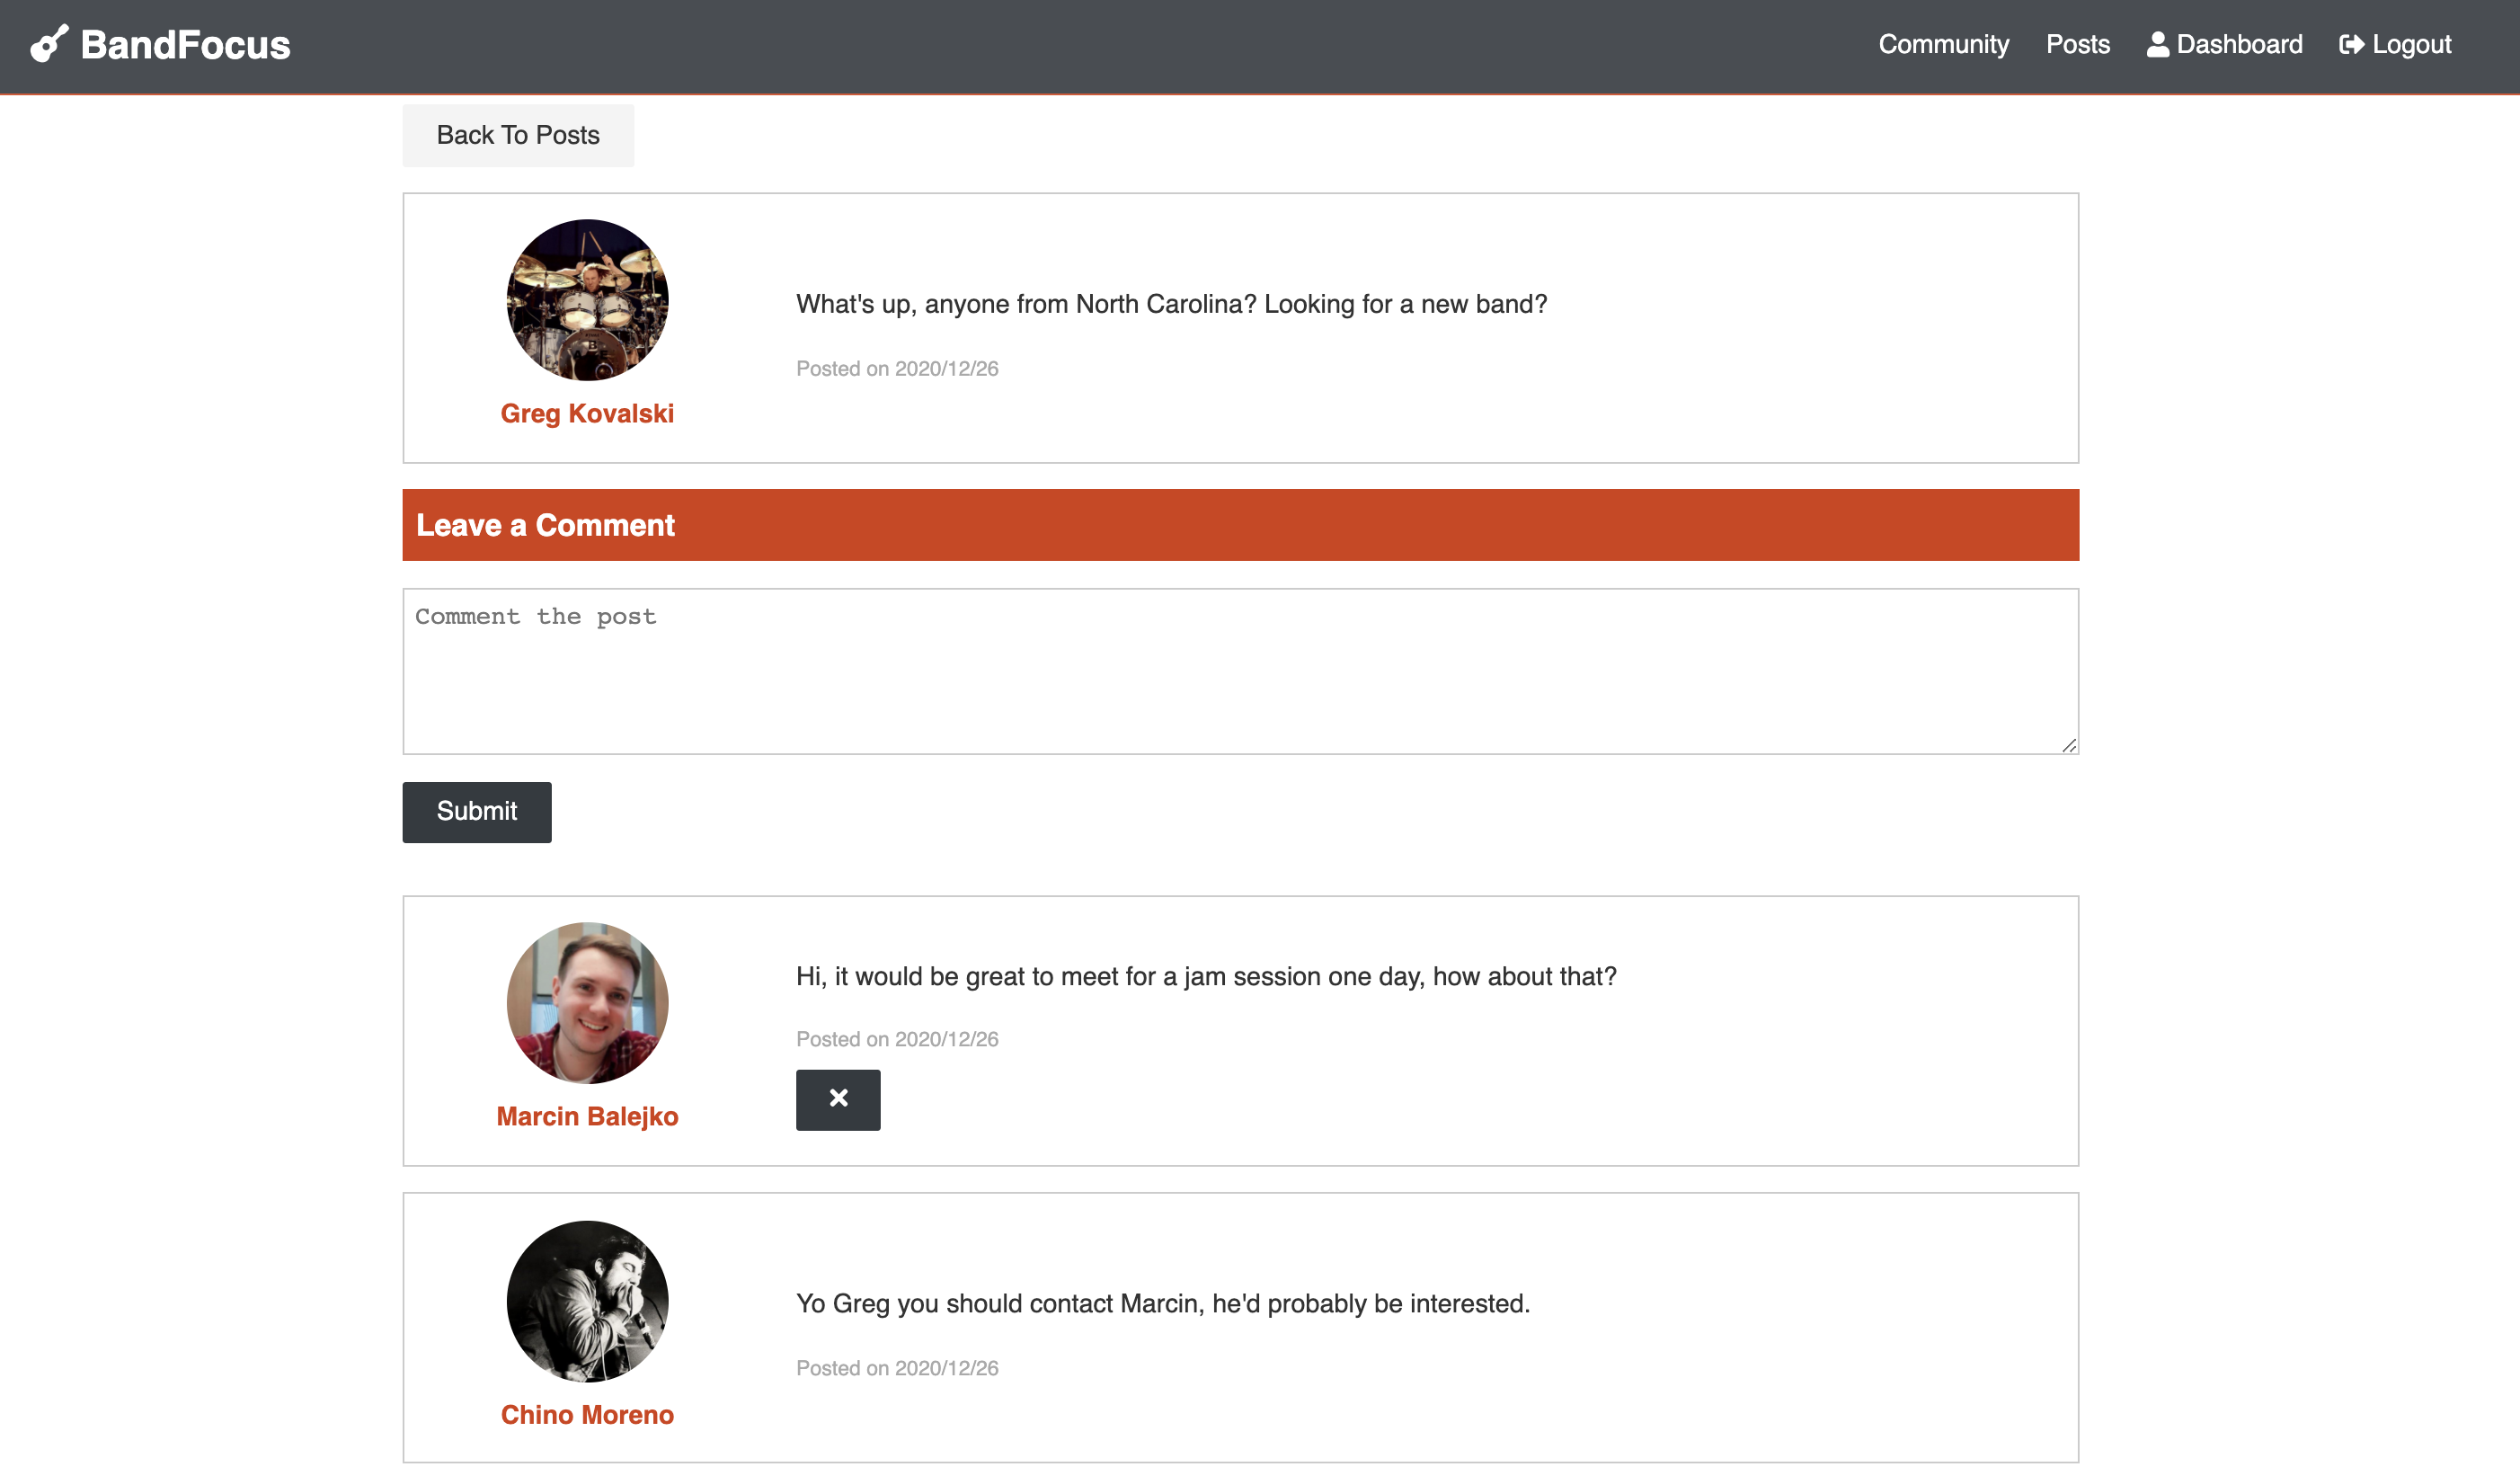 BandFocus
Community Posts Dashboard Logout
Back To Posts
What's up, anyone from North Carolina? Looking for a new band?
Posted on 2020/12/26
Greg Kovalski
Leave a Comment
Comment the post
Submit
Hi, it would be great to meet for a jam session one day, how about that?
Posted on 2020/12/26
Marcin Balejko
Yo Greg you should contact Marcin, he'd probably be interested.
Posted on 2020/12/26
Chino Moreno